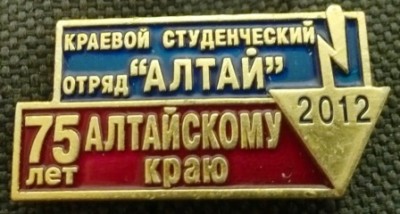 КРАЕВОЙ СТУДЕНЧЕСКИЙ
ОТРЯД "АЛТАЙ"
2012
75 лет
АЛТАЙСКОМУ
краю